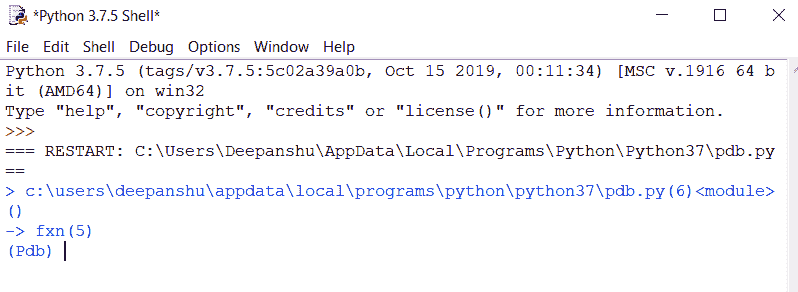 *Python 3.7.5 Shell*
File Edit Shell Debug Options Window Help
Python 3.7.5 (tags/v3.7.5:5c02a39a0b, Oct 15 2019, 00:11:34) [MSC v.1916 64 b
it (AMD64)] on win32
Type "help", "copyright", "credits" or "license()" for more information.
>>>
=== RESTART: C:\Users\Deepanshu\AppData\Local\Programs\Python\Python37\pdb.py
==
> c:\users\deepanshu\appdata\local\programs\python\python37\pdb.py(6)<module>
()
-> fxn(5)
(Pdb)